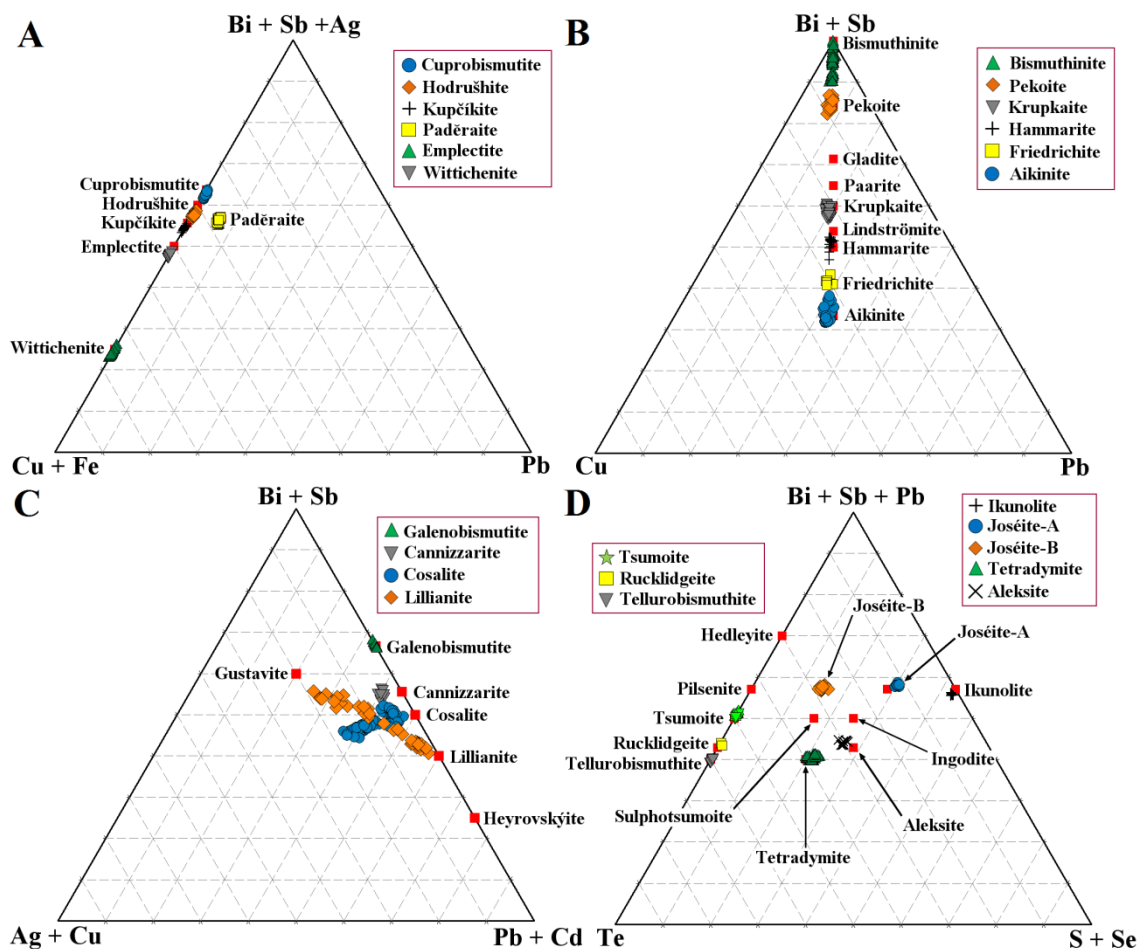 A
Bi + Sb +Ag
Cuprobismutite
Hodrušhite
Kupčíkite
Padĕraite
Emplectite
Wittichenite
Cuprobismutite
Hodrušhite
Kupčíkite
Padĕraite
Emplectite
Wittichenite
Cu + Fe
Pb
B
Bi + Sb
Bismuthinite
Bismuthinite
Pekoite
Krupkaite
Hammarite
Friedrichite
Aikinite
Pekoite
Gladite
Paarite
Krupkaite
Lindströmite
Hammarite
Friedrichite
Aikinite
Cu
Pb
C
Bi + Sb
Galenobismutite
Cannizzarite
Cosalite
Lillianite
Galenobismutite
Gustavite
Cannizzarite
Cosalite
Lillianite
Heyrovskýite
Ag + Cu
Pb + Cd
D
Bi + Sb + Pb
Ikunolite
Joséite-A
Joséite-B
Tetradymite
Aleksite
Tsumoite
Rucklidgeite
Tellurobismuthite
Joséite-B
Joséite-A
Hedleyite
Pilsenite
Ikunolite
Tsumoite
Rucklidgeite
Tellurobismuthite
Ingodite
Sulphotsumoite
Aleksite
Tetradymite
Te
S + Se